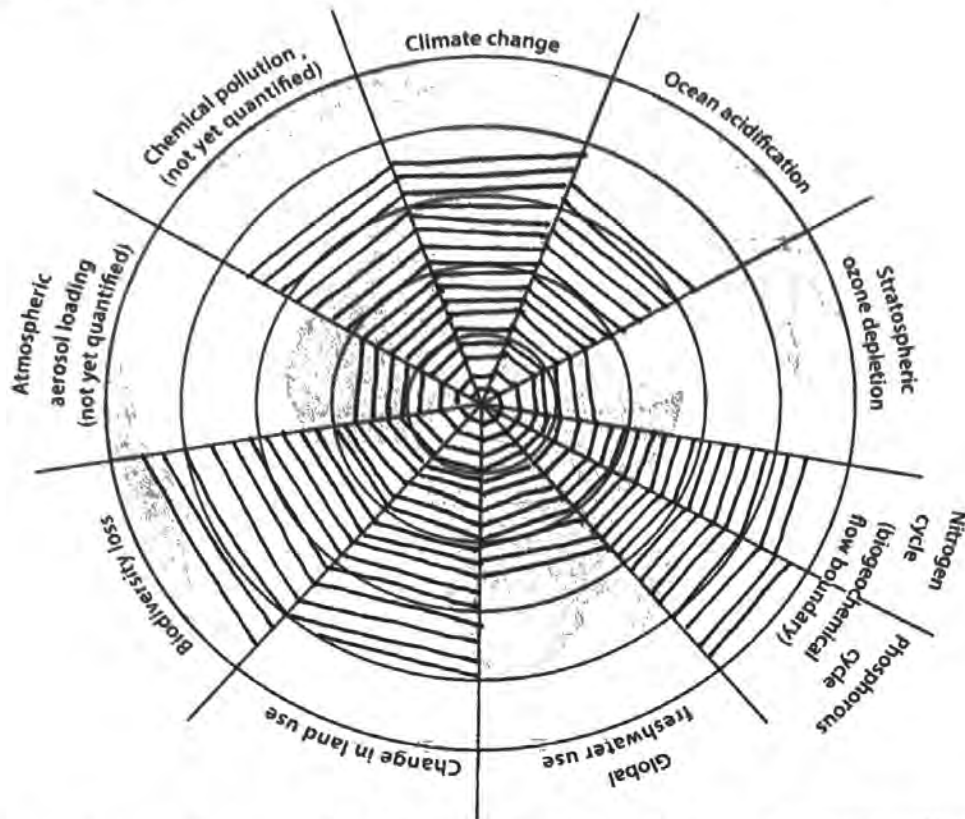 Climate change
Ocean acidification
Stratospheric
ozone depletion
Nitrogen
cycle
(biogeochemical
flow boundary)
Phosphorous
cycle
Global
freshwater use
Change in land use
Biodiversity loss
Atmospheric
aerosol loading
(not yet quantified)
Chemical pollution ,
(not yet quantified)